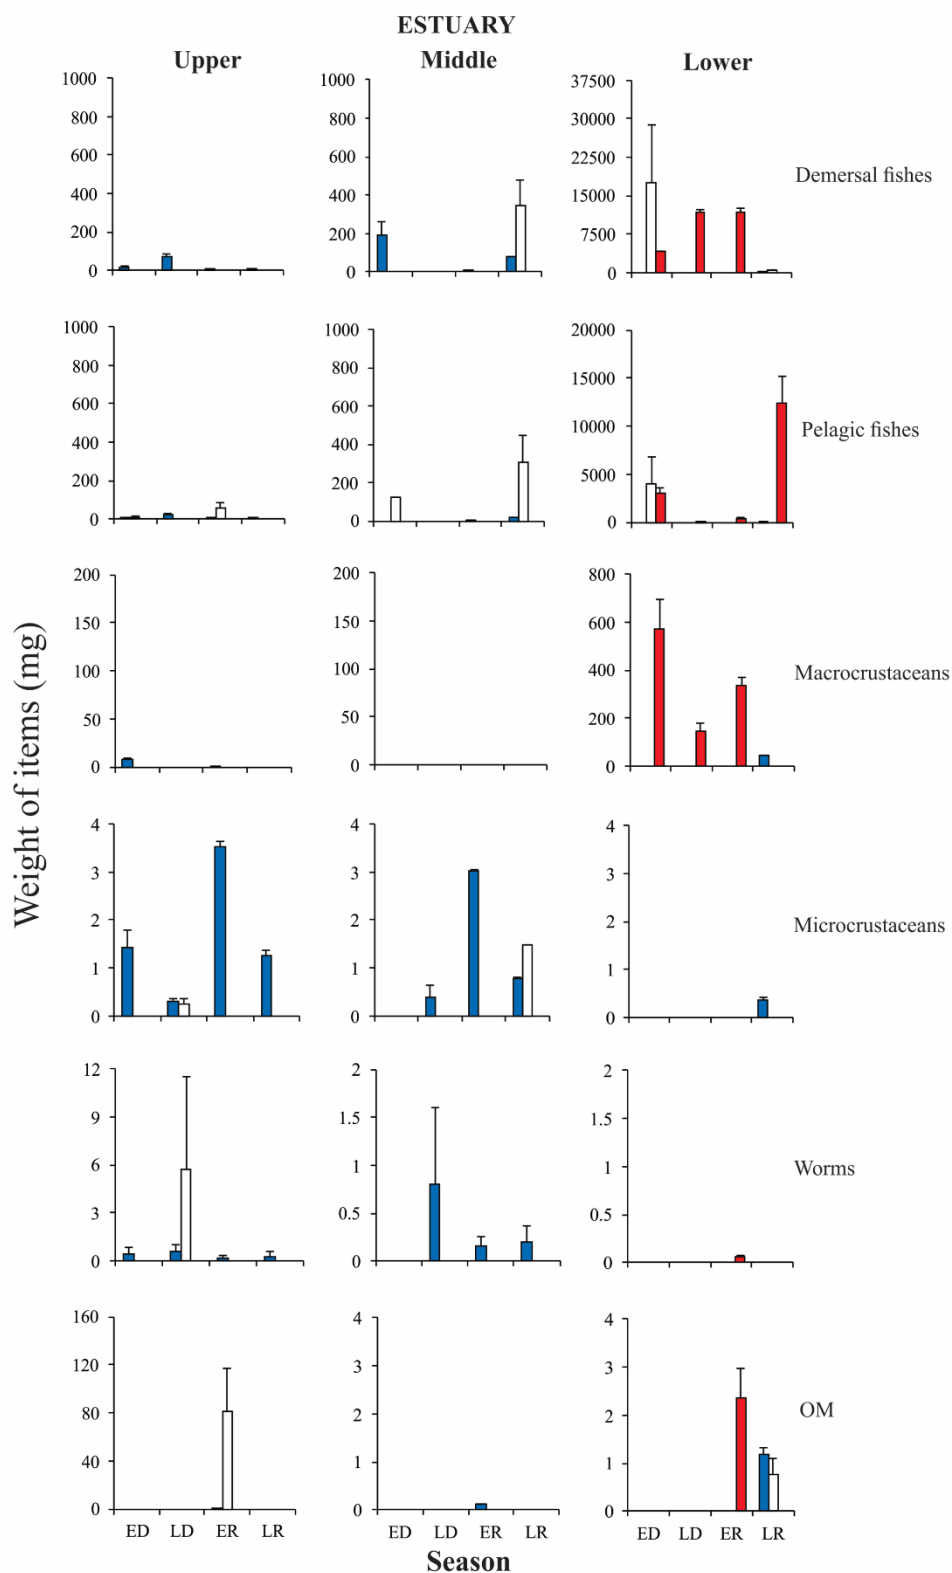 ESTUARY
Upper Middle Lower
1000 1000 37500
800 800 30000
600 600 22500
400 400 15000
200 200 7500
0 0 0
Demersal fishes
1000 1000 20000
800 800 15000
600 600 10000
400 400 5000
200 200 0
0 0
Pelagic fishes
200 200 800
150 150 600
100 100 400
50 50 200
0 0 0
Macrocrustaceans
Weight of items (mg)
4 4 4
3 3 3
2 2 2
1 1 1
0 0 0
Microcrustaceans
12 2 2
9 1.5 1.5
6 1 1
3 0.5 0.5
0 0 0
Worms
160 4 4
120 3 3
80 2 2
40 1 1
0 0 0
OM
ED LD ER LR ED LD ER LR ED LD ER LR
Season